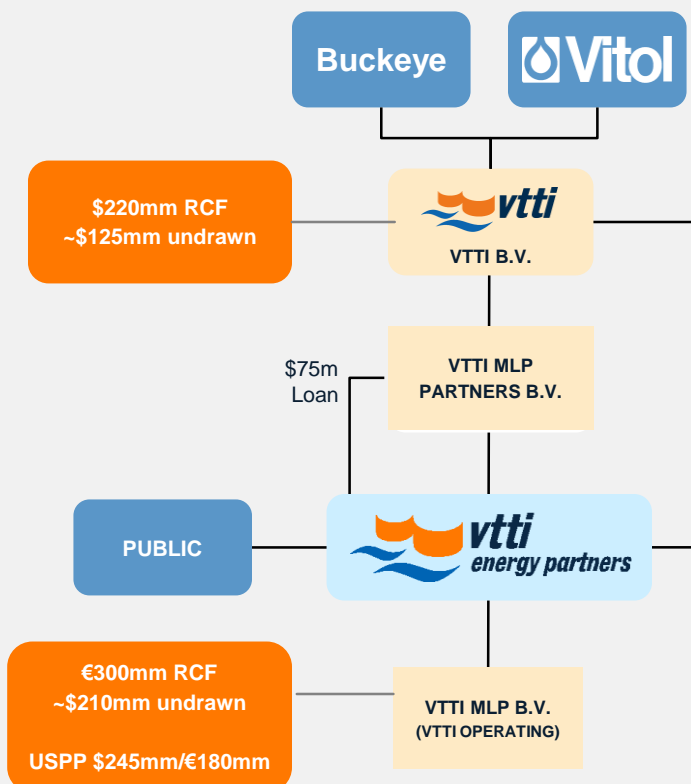 Buckeye
Vitol
$220mm RCF
~$125mm undrawn
vtti
VTTI B.V.
$75m
Loan
VTTI MLP
PARTNERS B.V.
PUBLIC
vtti
energy partners
€300mm RCF
~$210mm undrawn
USPP $245mm/€180mm
VTTI MLP B.V.
(VTTI OPERATING)